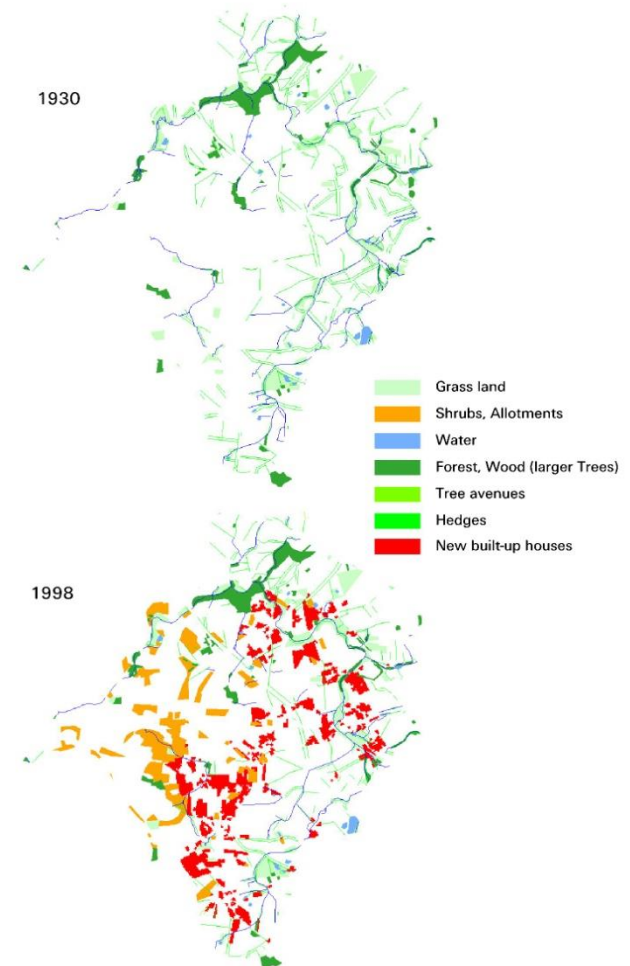 1930
Grass land
Shrubs, Allotments
Water
Forest, Wood (larger Trees)
Tree avenues
Hedges
New built-up houses
1998